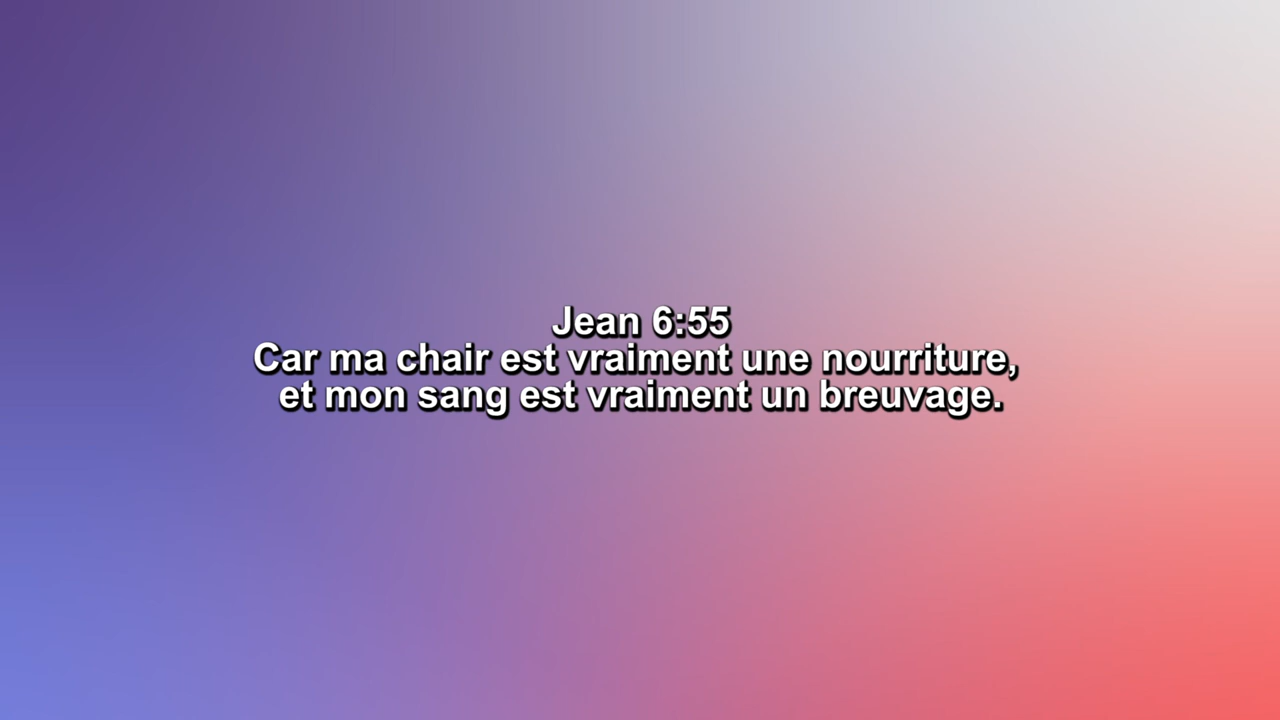 Jean 6:55
Car ma chair est vraiment une nourriture,
et mon sang est vraiment un breuvage.